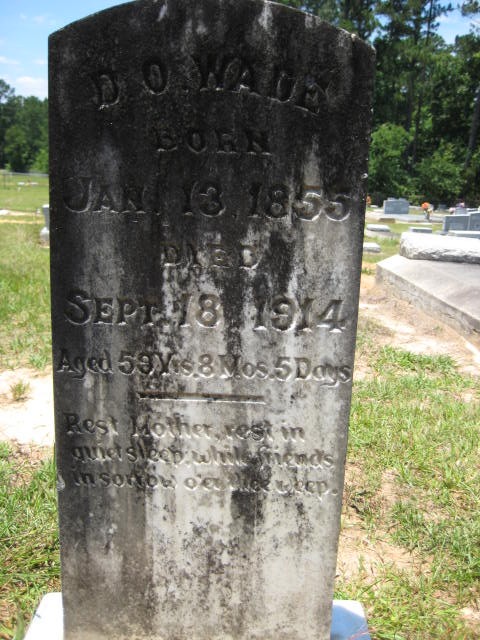 D. O. WADE
BORN
JAN. 13, 1855
DIED
SEPT. 18, 1914
Aged 59 Yrs. 8 Mos. 5 Days
Rest Mother, rest in
quiet sleep, while friends
in sorrow o'er thee weep.